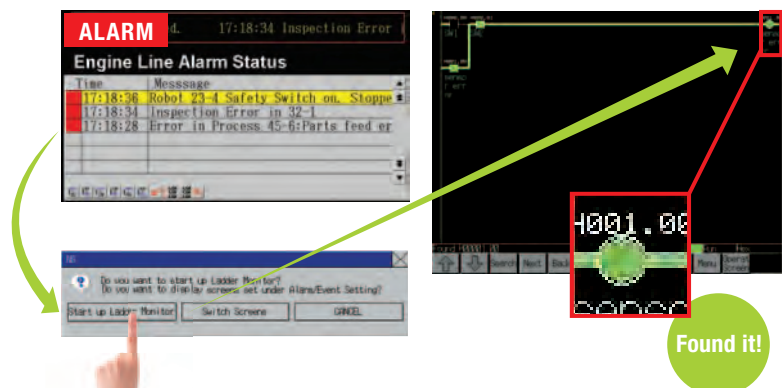 ALARM
ed. 17:18:34 Inspection Error
Engine Line Alarm Status
Time Messsage
17:18:36 Robot 23-4 Safety Switch on. Stoppe
17:18:34 Inspection Error in 32-1
17:18:28 Error in Process 45-6:Parts feed er
NS
Do you want to start up Ladder Monitor?
Do you want to display screens set under Alarm/Event Setting?
Start up Ladder Monitor Switch Screens CANCEL
Search Next Back Menu
H001.00
Found it!